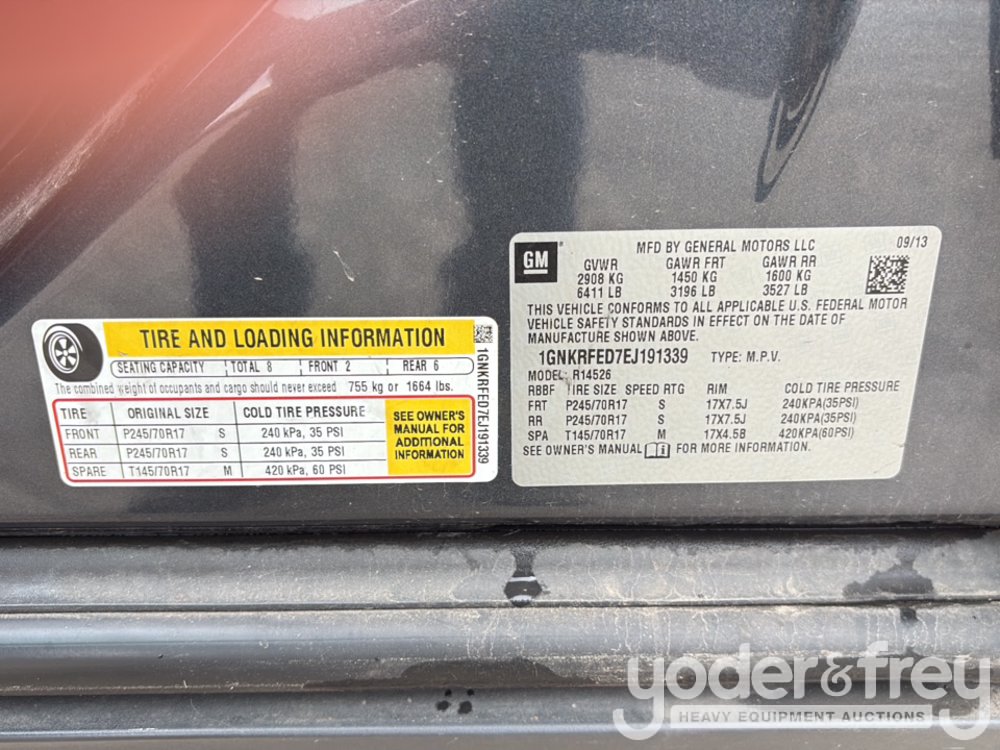 TIRE AND LOADING INFORMATION
SEATING CAPACITY TOTAL 8 FRONT 2 REAR 6
The combined weight of occupants and cargo should never exceed 755 kg or 1664 lbs.
TIRE ORIGINAL SIZE COLD TIRE PRESSURE
FRONT P245/70R17 S 240 kPa, 35 PSI
REAR P245/70R17 S 240 kPa, 35 PSI
SPARE T145/70R17 M 420 kPa, 60 PSI
SEE OWNER'S
MANUAL FOR
ADDITIONAL
INFORMATION
1GNKRFED7EJ191339
GM
MFD BY GENERAL MOTORS LLC 09/13
GVWR GAWR FRT GAWR RR
2908 KG 1450 KG 1600 KG
6411 LB 3196 LB 3527 LB
THIS VEHICLE CONFORMS TO ALL APPLICABLE U.S. FEDERAL MOTOR
VEHICLE SAFETY STANDARDS IN EFFECT ON THE DATE OF
MANUFACTURE SHOWN ABOVE.
1GNKRFED7EJ191339 TYPE: M.P.V.
MODEL: R14526
RBBF TIRE SIZE SPEED RTG RIM COLD TIRE PRESSURE
FRT P245/70R17 S 17X7.5J 240KPA(35PSI)
RR P245/70R17 S 17X7.5J 240KPA(35PSI)
SPA T145/70R17 M 17X4.5B 420KPA(60PSI)
SEE OWNER'S MANUAL FOR MORE INFORMATION.
yoder&frey
HEAVY EQUIPMENT AUCTIONS